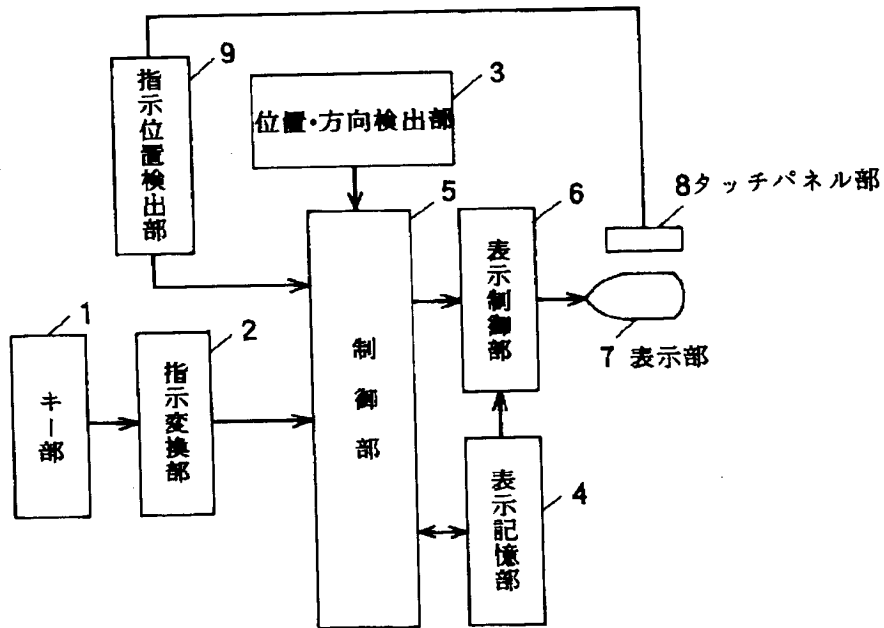 9
指示位置検出部
3
位置・方向検出部
8タッチパネル部
5
6
表示制御部
7 表示部
1
キー部
2
指示変換部
制御部
4
表示記憶部